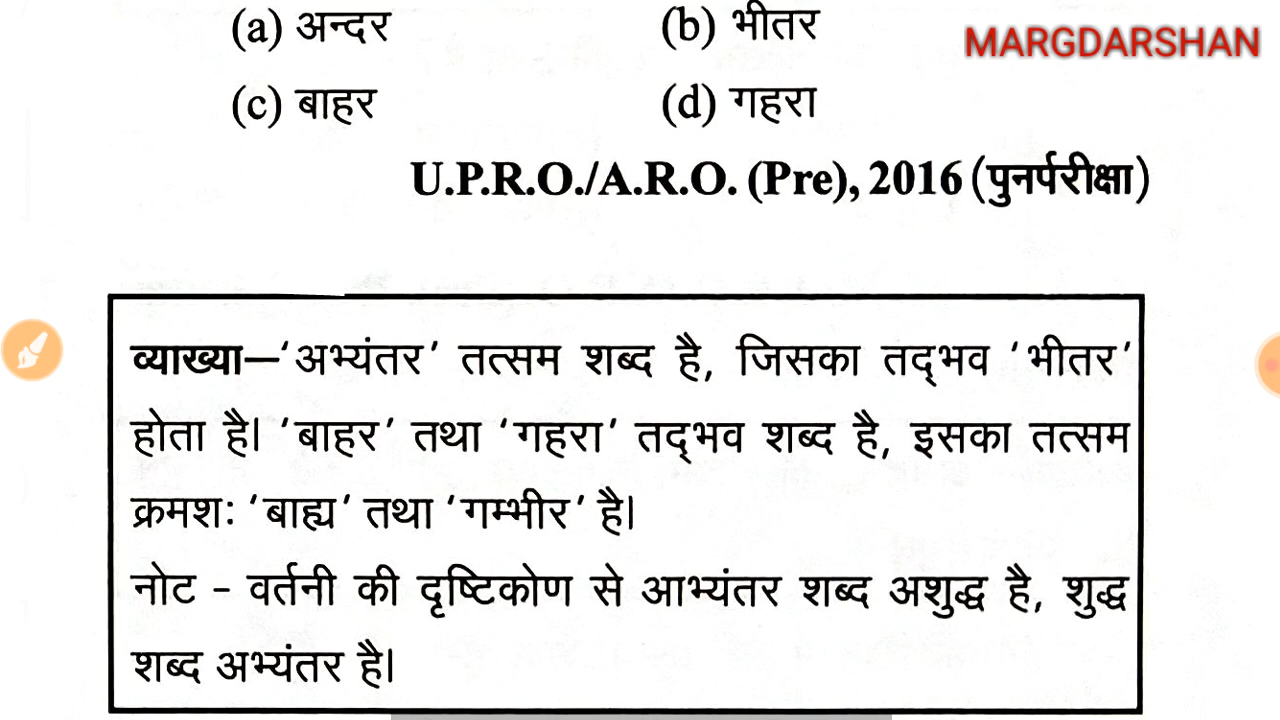 (a) अन्दर (b) भीतर
MARGDARSHAN
(c) बाहर (d) गहरा
U.P.R.O./A.R.O. (Pre), 2016 (पुनर्परीक्षा)
व्याख्या–‘अभ्यंतर’ तत्सम शब्द है, जिसका तद्‌भव ‘भीतर’
होता है। ‘बाहर’ तथा ‘गहरा’ तद्‌भव शब्द है, इसका तत्सम
क्रमशः ‘बाह्य’ तथा ‘गम्भीर’ है।
नोट – वर्तनी की दृष्टिकोण से आभ्यंतर शब्द अशुद्ध है, शुद्ध
शब्द अभ्यंतर है।